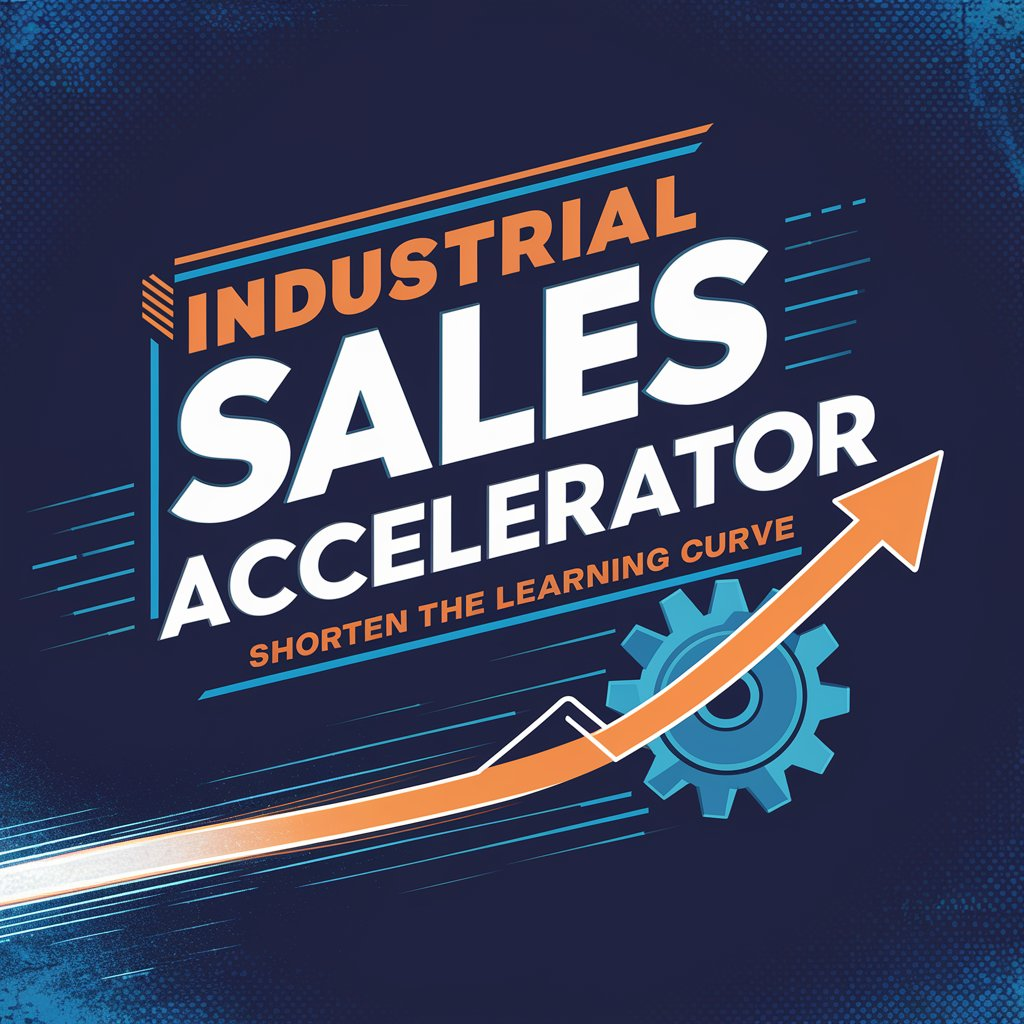 INDUSTRIAL
SALES
ACCELERATOR
SHORTEN THE LEARNING CURVE